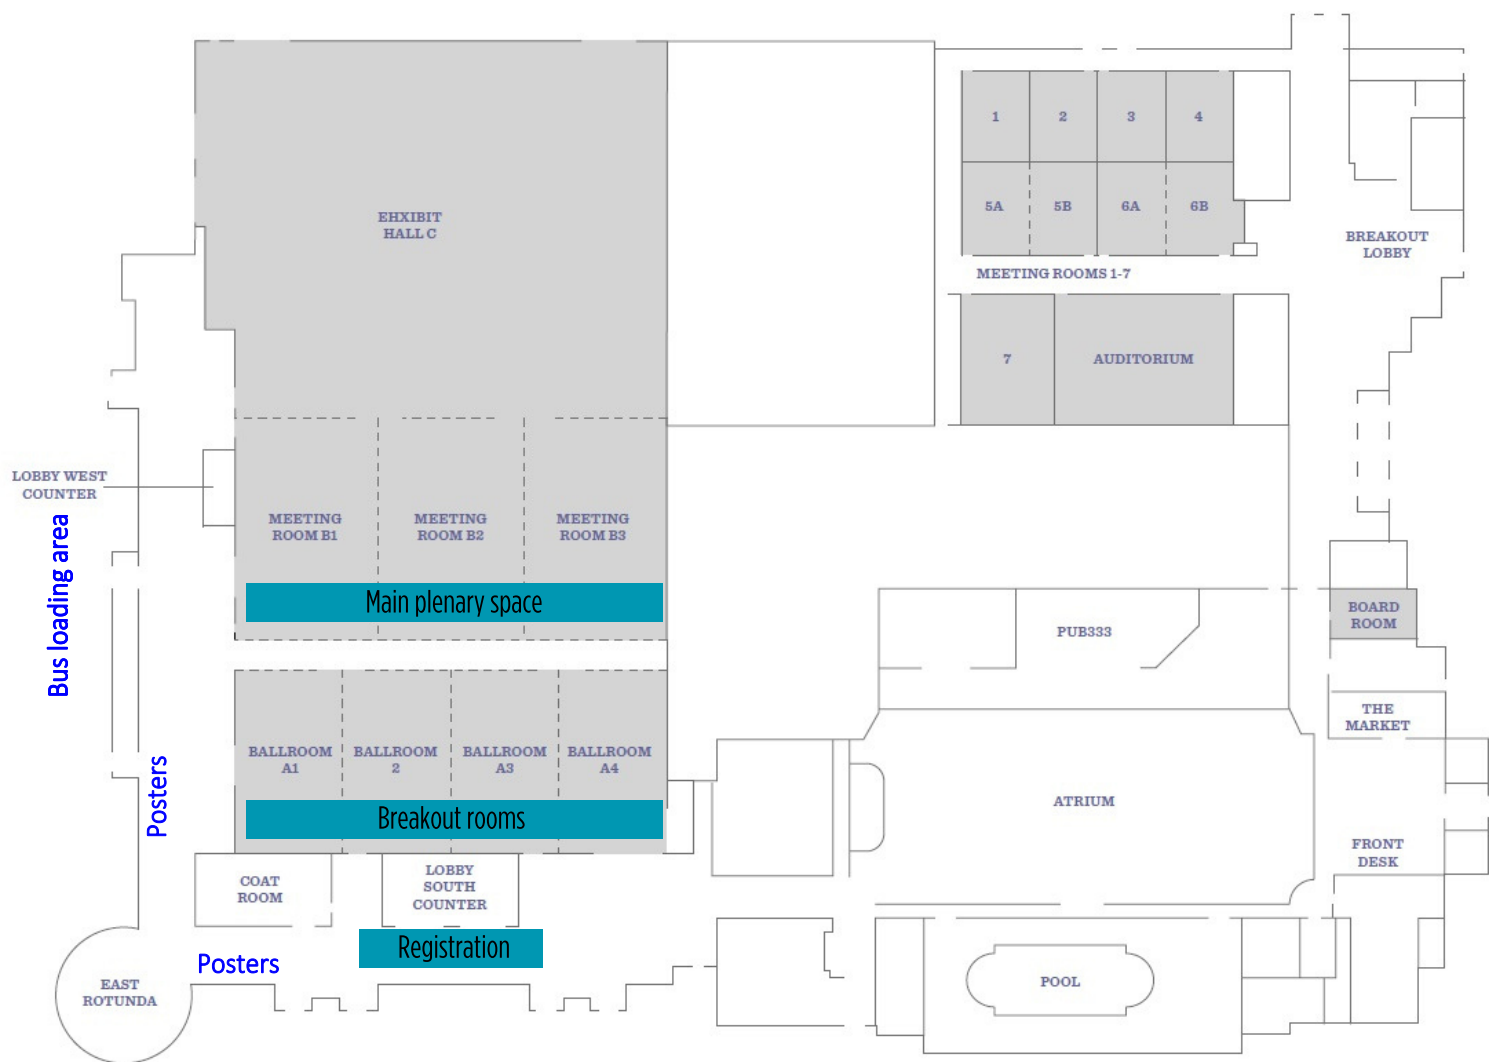 1
2
3
4
5A
5B
6A
6B
EHXIBIT
HALL C
BREAKOUT
LOBBY
MEETING ROOMS 1-7
7
AUDITORIUM
LOBBY WEST
COUNTER
MEETING
ROOM B1
MEETING
ROOM B2
MEETING
ROOM B3
Bus loading area
Main plenary space
BOARD
ROOM
PUB333
THE
MARKET
BALLROOM
A1
BALLROOM
2
BALLROOM
A3
BALLROOM
A4
Posters
Breakout rooms
ATRIUM
FRONT
DESK
COAT
ROOM
LOBBY
SOUTH
COUNTER
Registration
Posters
EAST
ROTUNDA
POOL